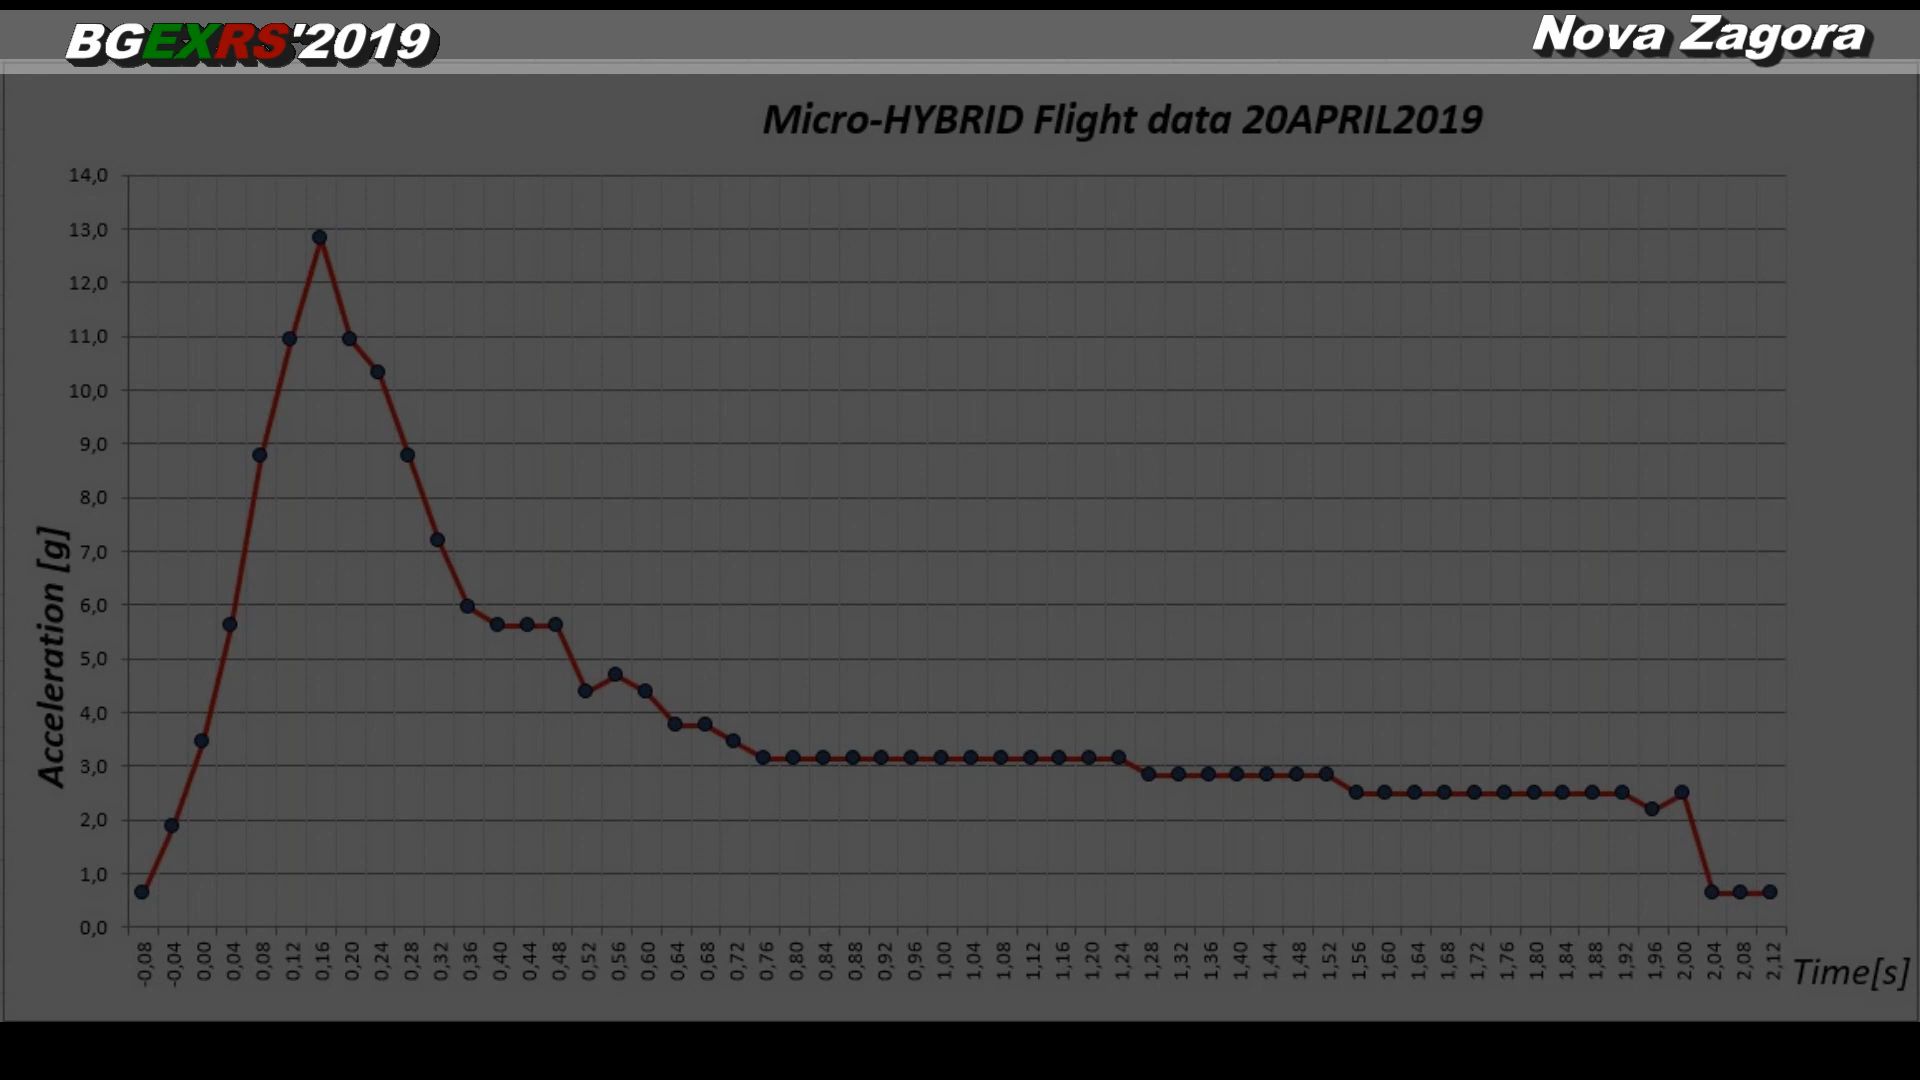 BGEXRS'2019
Nova Zagora
Micro-HYBRID Flight data 20APRIL2019
Acceleration [g]
14,0
13,0
12,0
11,0
10,0
9,0
8,0
7,0
6,0
5,0
4,0
3,0
2,0
1,0
0,0
-0,08 -0,04 0,00 0,04 0,08 0,12 0,16 0,20 0,24 0,28 0,32 0,36 0,40 0,44 0,48 0,52 0,56 0,60 0,64 0,68 0,72 0,76 0,80 0,84 0,88 0,92 0,96 1,00 1,04 1,08 1,12 1,16 1,20 1,24 1,28 1,32 1,36 1,40 1,44 1,48 1,52 1,56 1,60 1,64 1,68 1,72 1,76 1,80 1,84 1,88 1,92 1,96 2,00 2,04 2,08 2,12
Time[s]